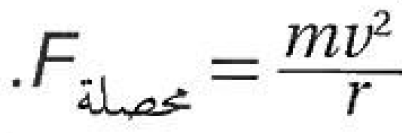 .F محصلة = mv²/r